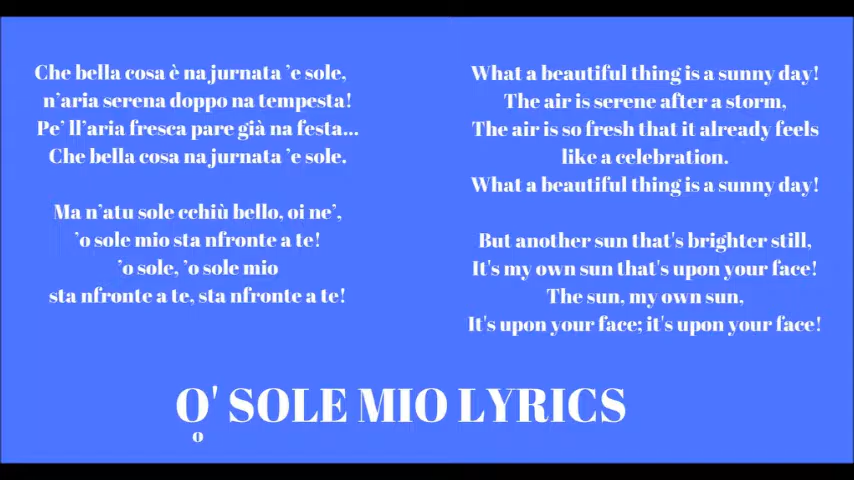 Che bella cosa è na jurnata ’e sole,
n’aria serena doppo na tempesta!
Pe’ ll’aria fresca pare già na festa...
Che bella cosa na jurnata ’e sole.
Ma n’atu sole cchiù bello, oi ne’,
’o sole mio sta nfronte a te!
’o sole, ’o sole mio
sta nfronte a te, sta nfronte a te!
What a beautiful thing is a sunny day!
The air is serene after a storm,
The air is so fresh that it already feels
like a celebration.
What a beautiful thing is a sunny day!
But another sun that's brighter still,
It's my own sun that's upon your face!
The sun, my own sun,
It's upon your face; it's upon your face!
O' SOLE MIO LYRICS
o